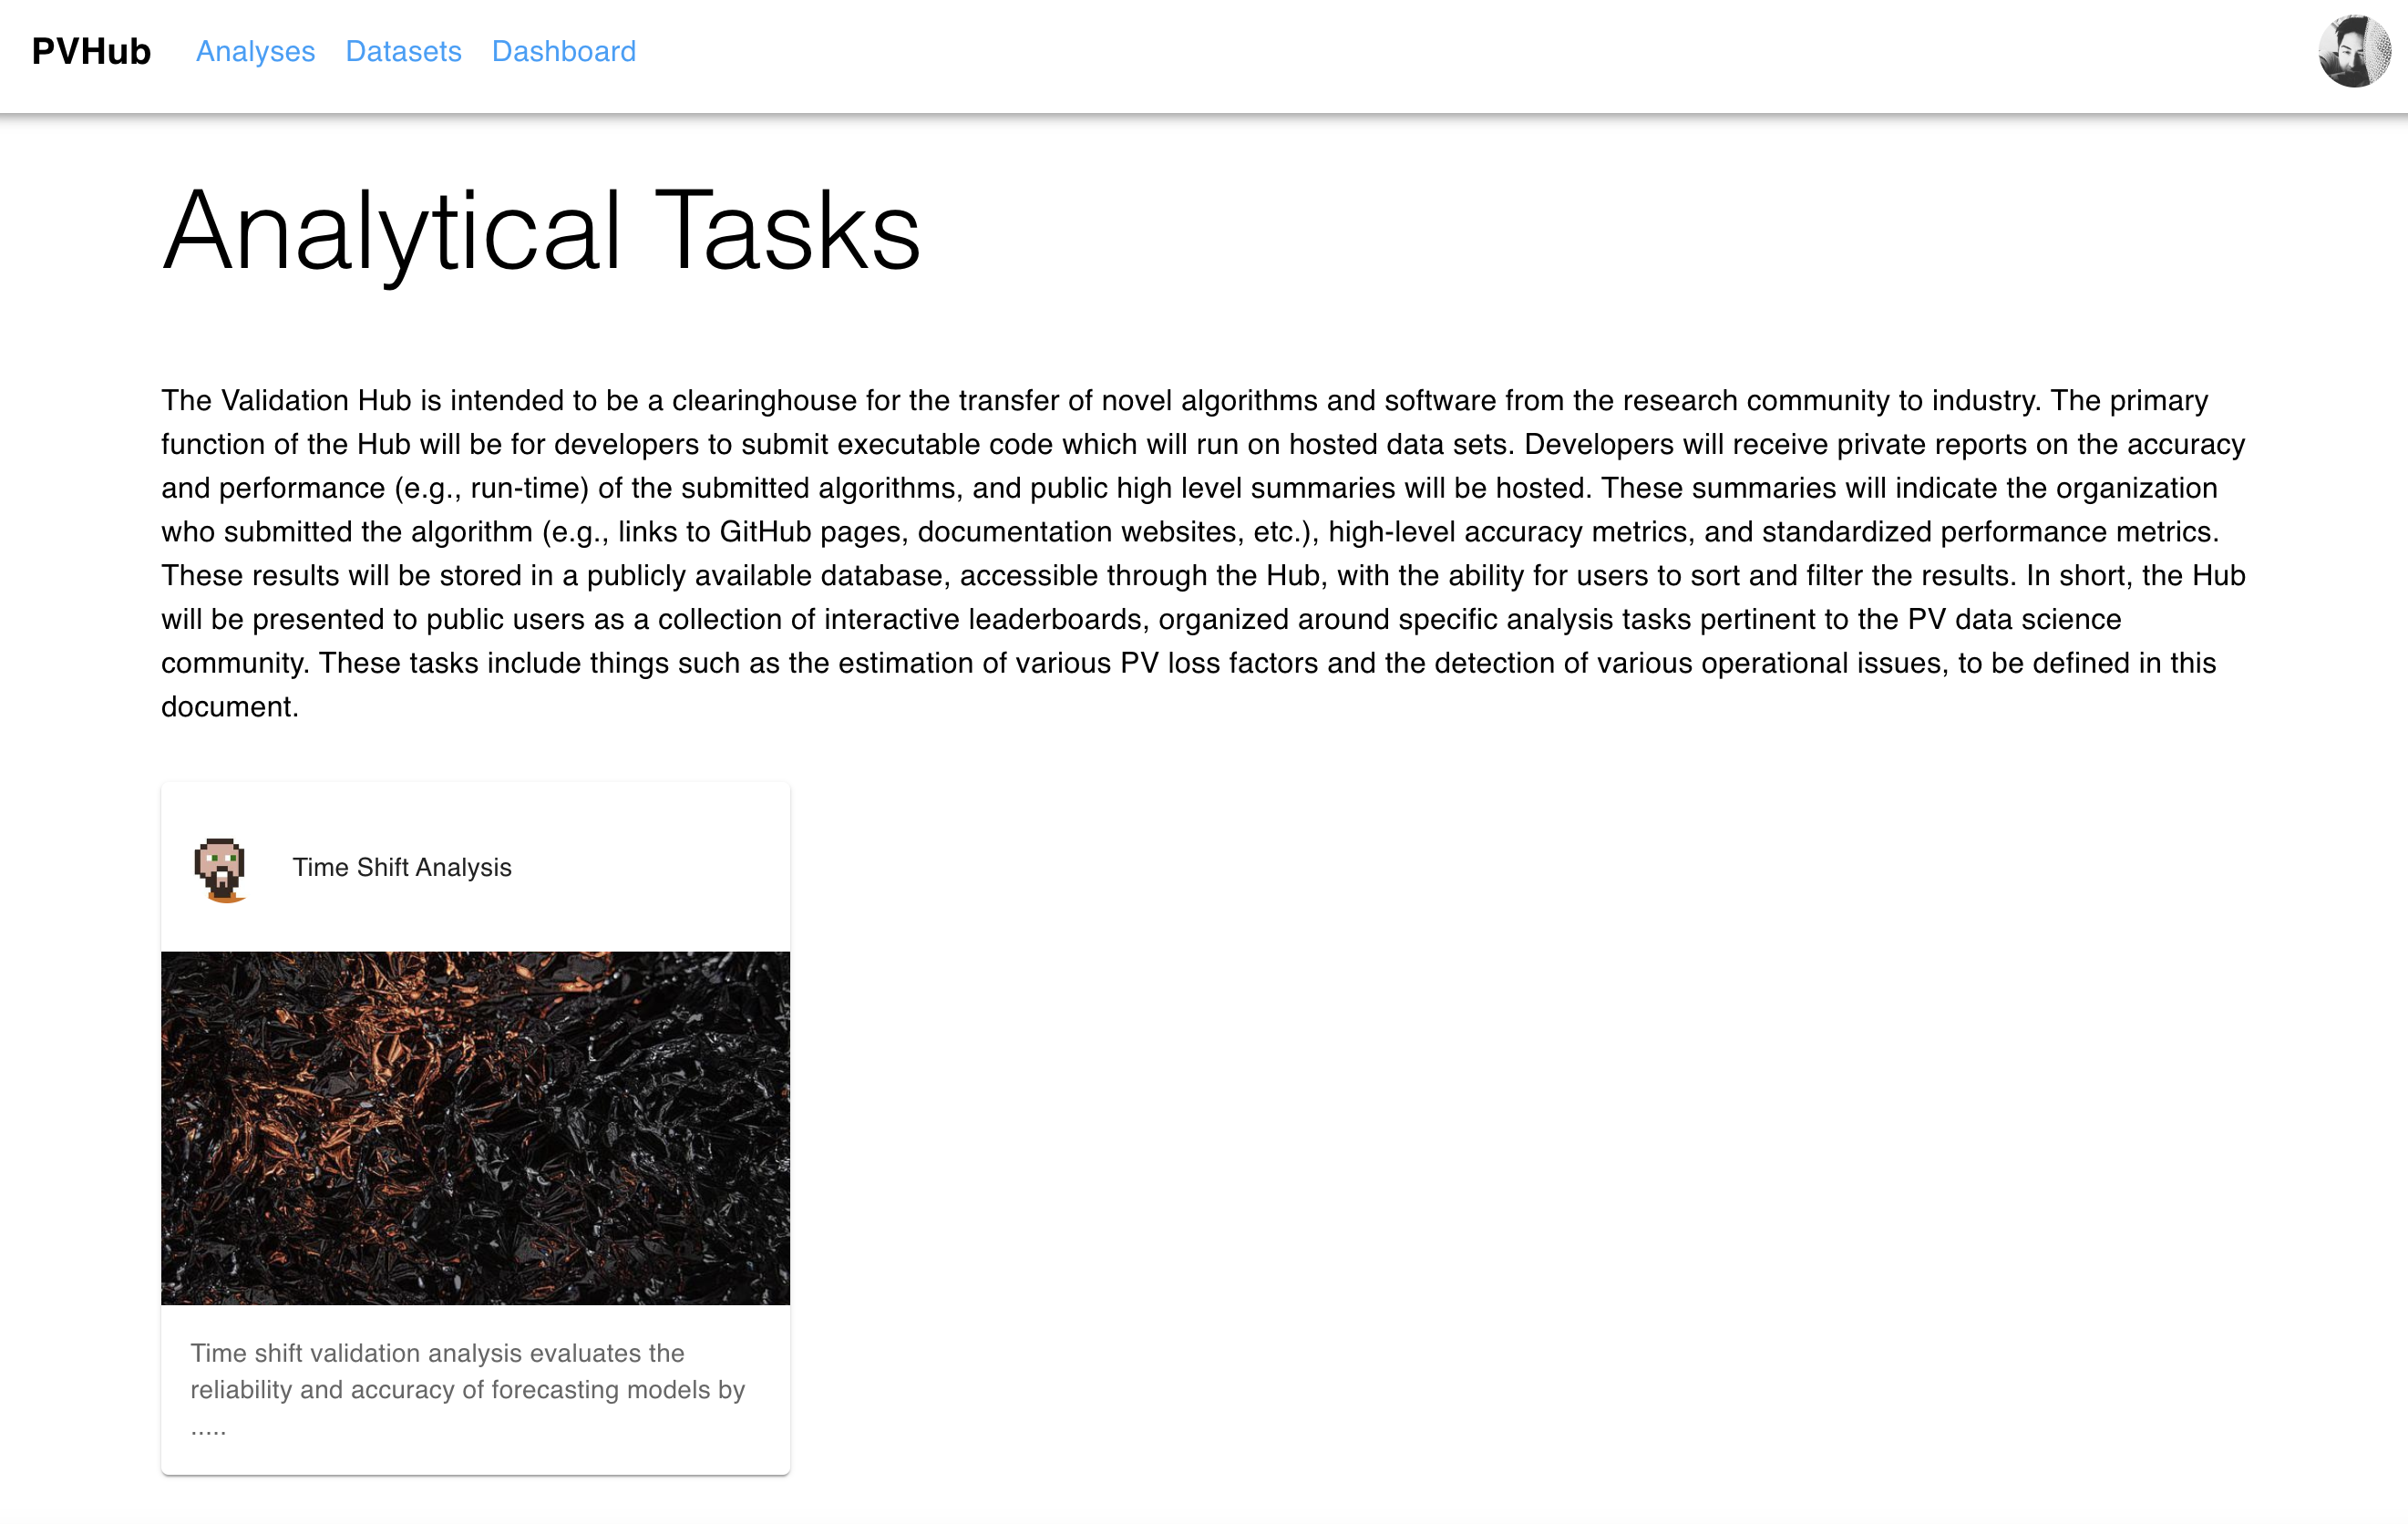 PVHub Analyses Datasets Dashboard
Analytical Tasks
The Validation Hub is intended to be a clearinghouse for the transfer of novel algorithms and software from the research community to industry. The primary
function of the Hub will be for developers to submit executable code which will run on hosted data sets. Developers will receive private reports on the accuracy
and performance (e.g., run-time) of the submitted algorithms, and public high level summaries will be hosted. These summaries will indicate the organization
who submitted the algorithm (e.g., links to GitHub pages, documentation websites, etc.), high-level accuracy metrics, and standardized performance metrics.
These results will be stored in a publicly available database, accessible through the Hub, with the ability for users to sort and filter the results. In short, the Hub
will be presented to public users as a collection of interactive leaderboards, organized around specific analysis tasks pertinent to the PV data science
community. These tasks include things such as the estimation of various PV loss factors and the detection of various operational issues, to be defined in this
document.
Time Shift Analysis
Time shift validation analysis evaluates the
reliability and accuracy of forecasting models by
.....